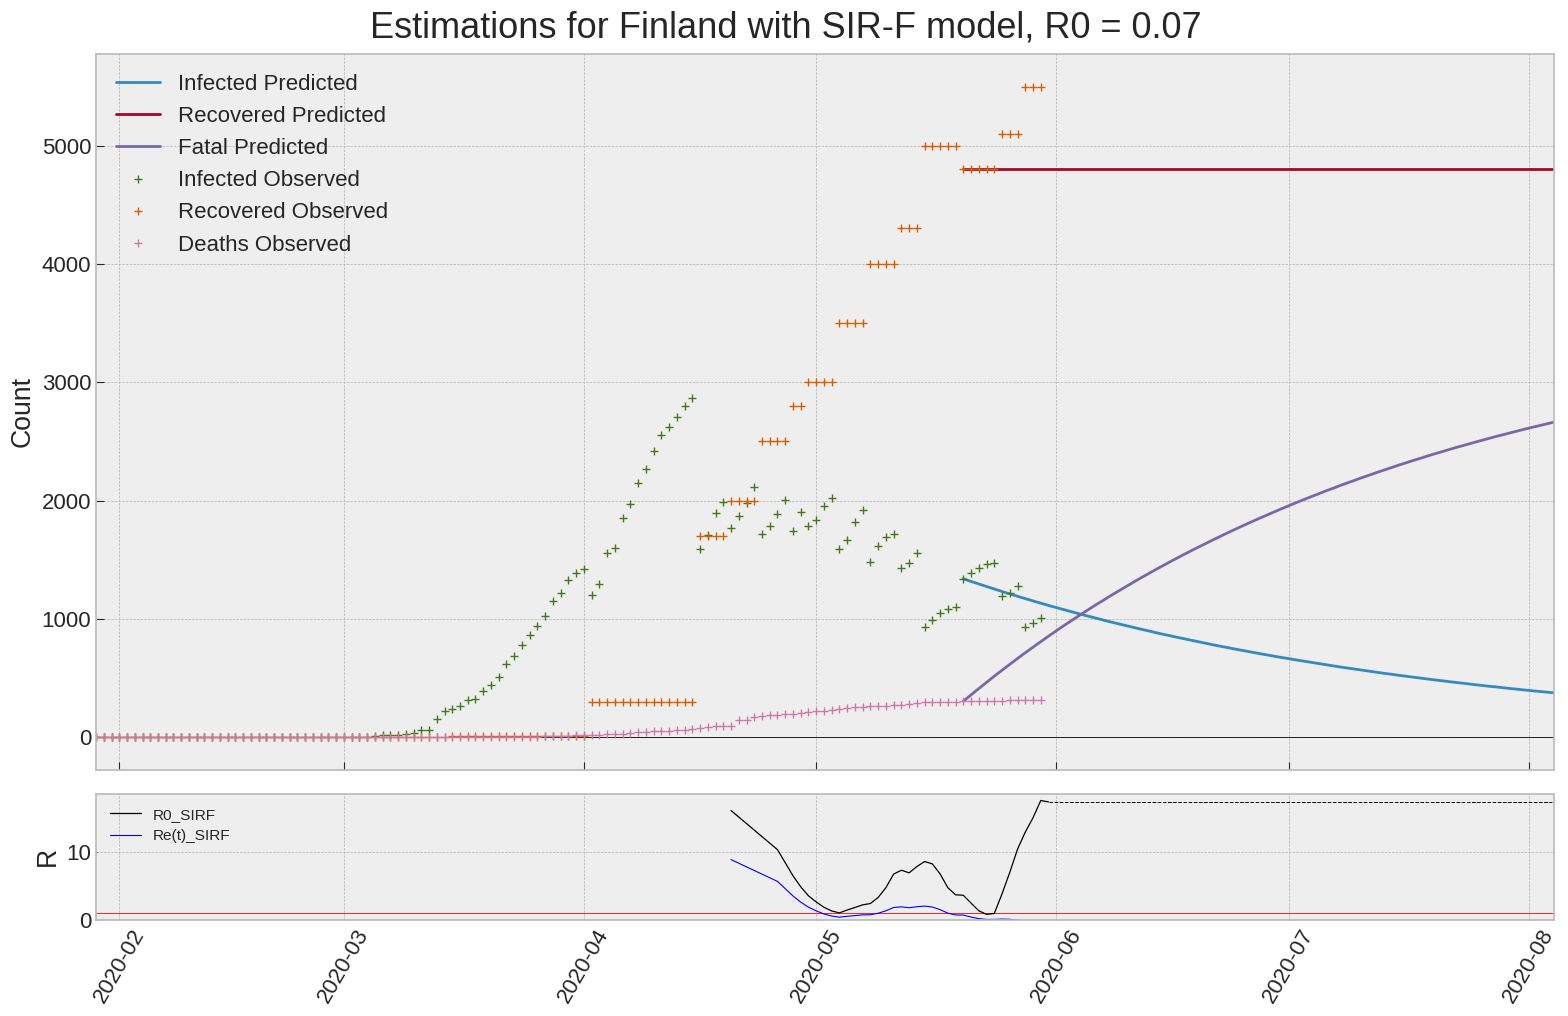 Estimations for Finland with SIR-F model, R0 = 0.07
Infected Predicted
Recovered Predicted
Fatal Predicted
Infected Observed
Recovered Observed
Deaths Observed
Count
5000
4000
3000
2000
1000
0
R0_SIRF
Re(t)_SIRF
R
10
0
2020-02
2020-03
2020-04
2020-05
2020-06
2020-07
2020-08